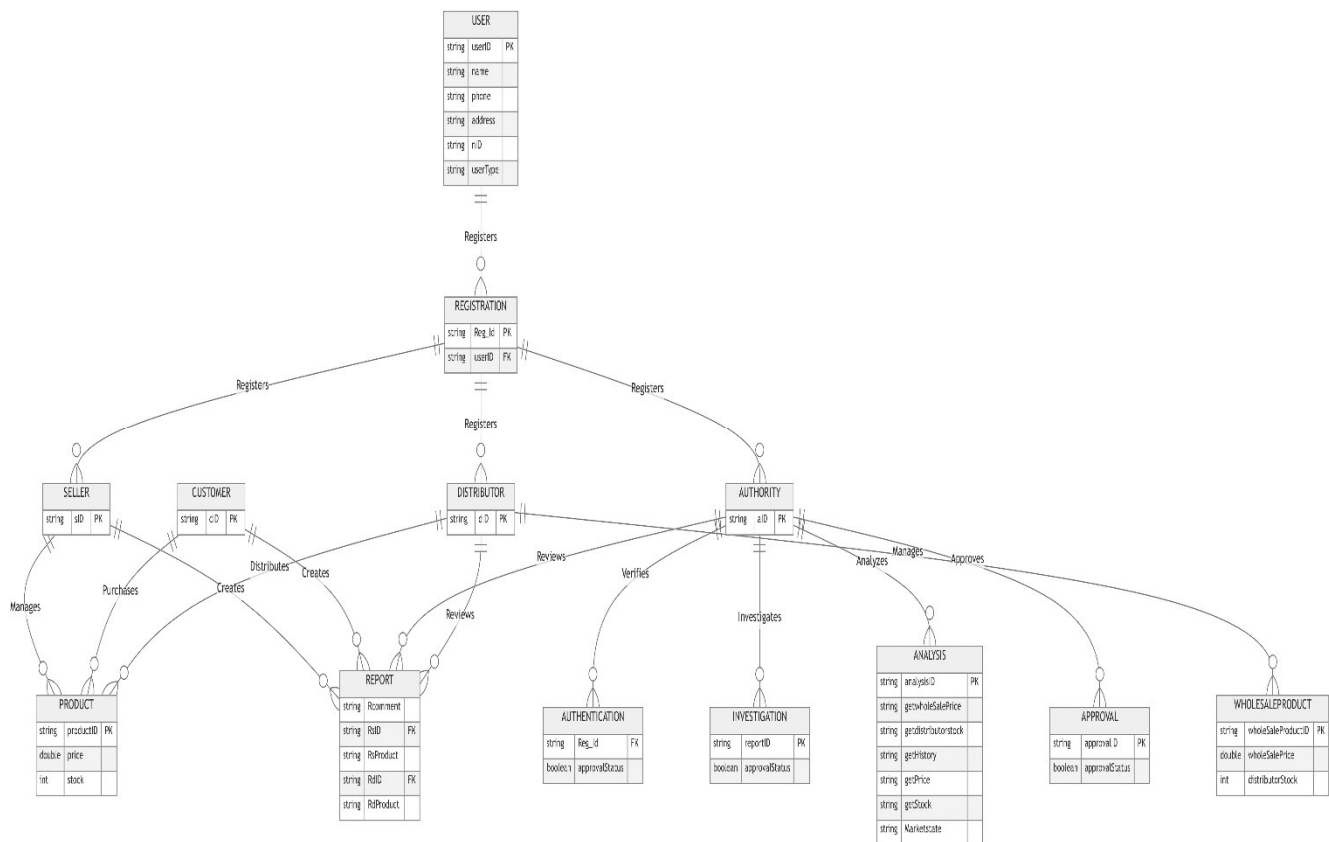 USER
string userID PK
string name
string phone
string address
string nID
string userType
Registers
REGISTRATION
string Reg_Id PK
string userID FK
Registers
Registers
Registers
SELLER
string sID PK
CUSTOMER
string cID PK
DISTRIBUTOR
string dID PK
AUTHORITY
string aID PK
Manages
Purchases
Distributes
Creates
Creates
Reviews
Reviews
Verifies
Investigates
Analyzes
Manages
Approves
PRODUCT
string productID PK
double price
int stock
REPORT
string Rcomment
string RsID FK
string RsProduct
string RdID FK
string RdProduct
AUTHENTICATION
string Reg_Id FK
boolean approvalStatus
INVESTIGATION
string reportID PK
boolean approvalStatus
ANALYSIS
string analysisID PK
string getwholeSalePrice
string getdistributorstock
string getHistory
string getPrice
string getStock
string Marketstate
APPROVAL
string approvalID PK
boolean approvalStatus
WHOLESALEPRODUCT
string wholeSaleProductID PK
double wholeSalePrice
int distributorStock